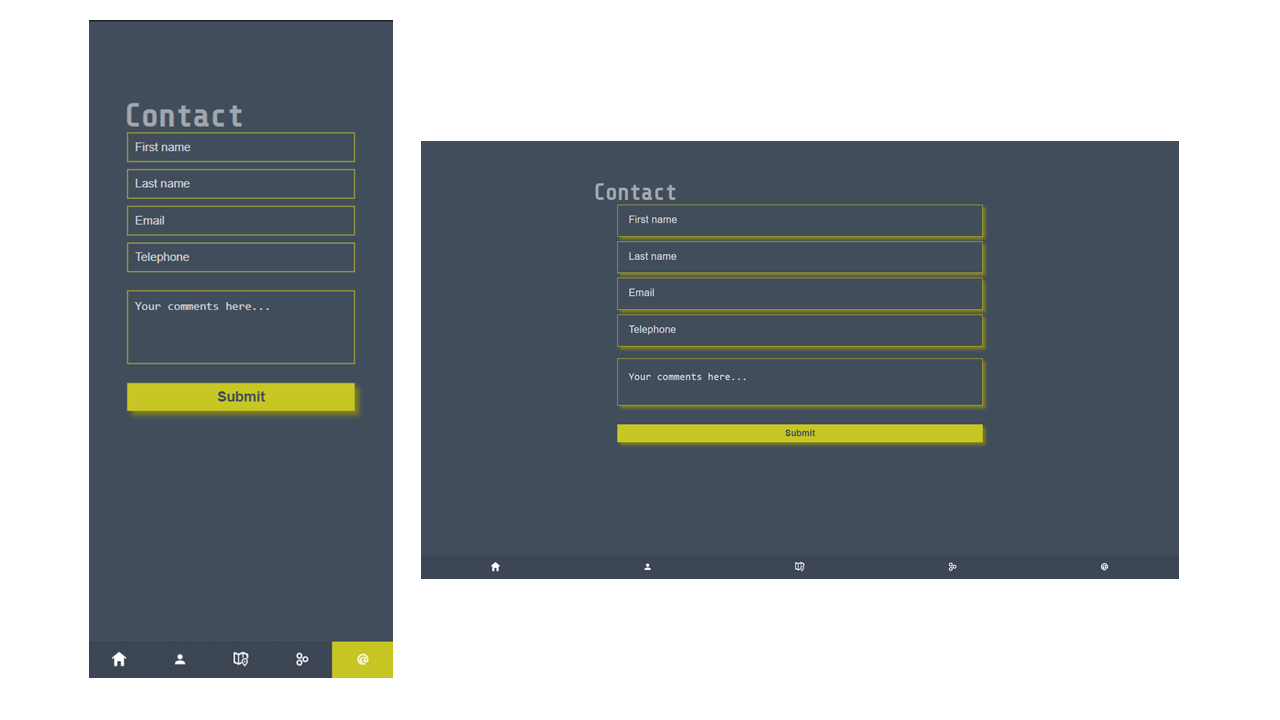 Contact
First name
Last name
Email
Telephone
Your comments here...
Submit
@
Contact
First name
Last name
Email
Telephone
Your comments here...
Submit
@